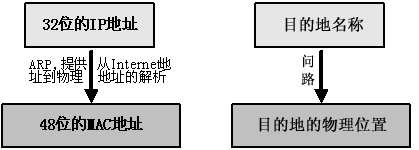 32位的IP地址
目的地名称
ARP,提供
址到物理
从Internet地
地址的解析
问
路
48位的MAC地址
目的地的物理位置